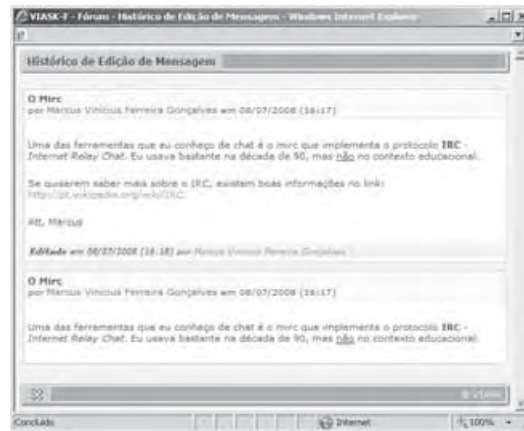 VIASK-F - Fórum - Histórico de Edição de Mensagem - Windows Internet Explorer
Histórico de Edição de Mensagem
O Mirc
por Marcus Vinicius Ferreira Gonçalves em 08/07/2008 (16:17)
Uma das ferramentas que eu conheço de chat é o mirc que implementa o protocolo IRC -
Internet Relay Chat. Eu usava bastante na década de 90, mas não no contexto educacional.
Se quiserem saber mais sobre o IRC, existem boas informações no link:
http://pt.wikipedia.org/wiki/IRC
Att, Marcus
Editado em 08/07/2008 (16:18) por Marcus Vinicius Ferreira Gonçalves
O Mirc
por Marcus Vinicius Ferreira Gonçalves em 08/07/2008 (16:17)
Uma das ferramentas que eu conheço de chat é o mirc que implementa o protocolo IRC -
Internet Relay Chat. Eu usava bastante na década de 90, mas não no contexto educacional.
Concluído Internet 100%